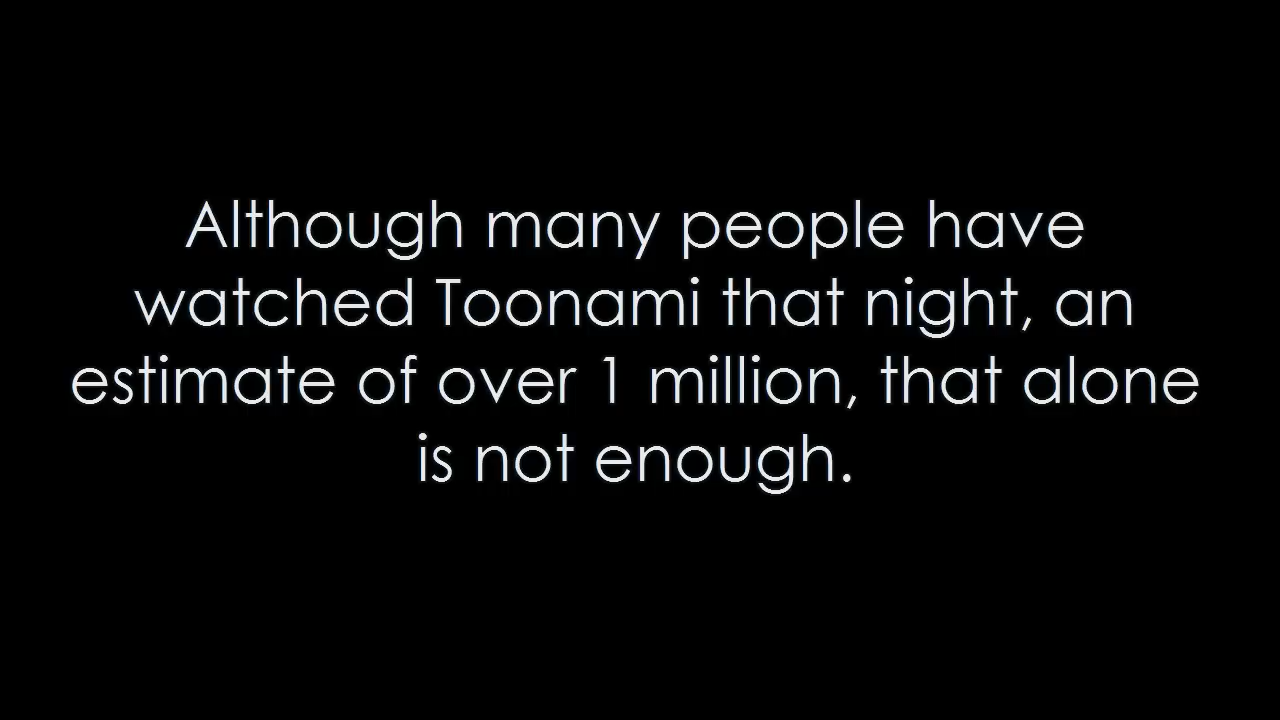 Although many people have
watched Toonami that night, an
estimate of over 1 million, that alone
is not enough.